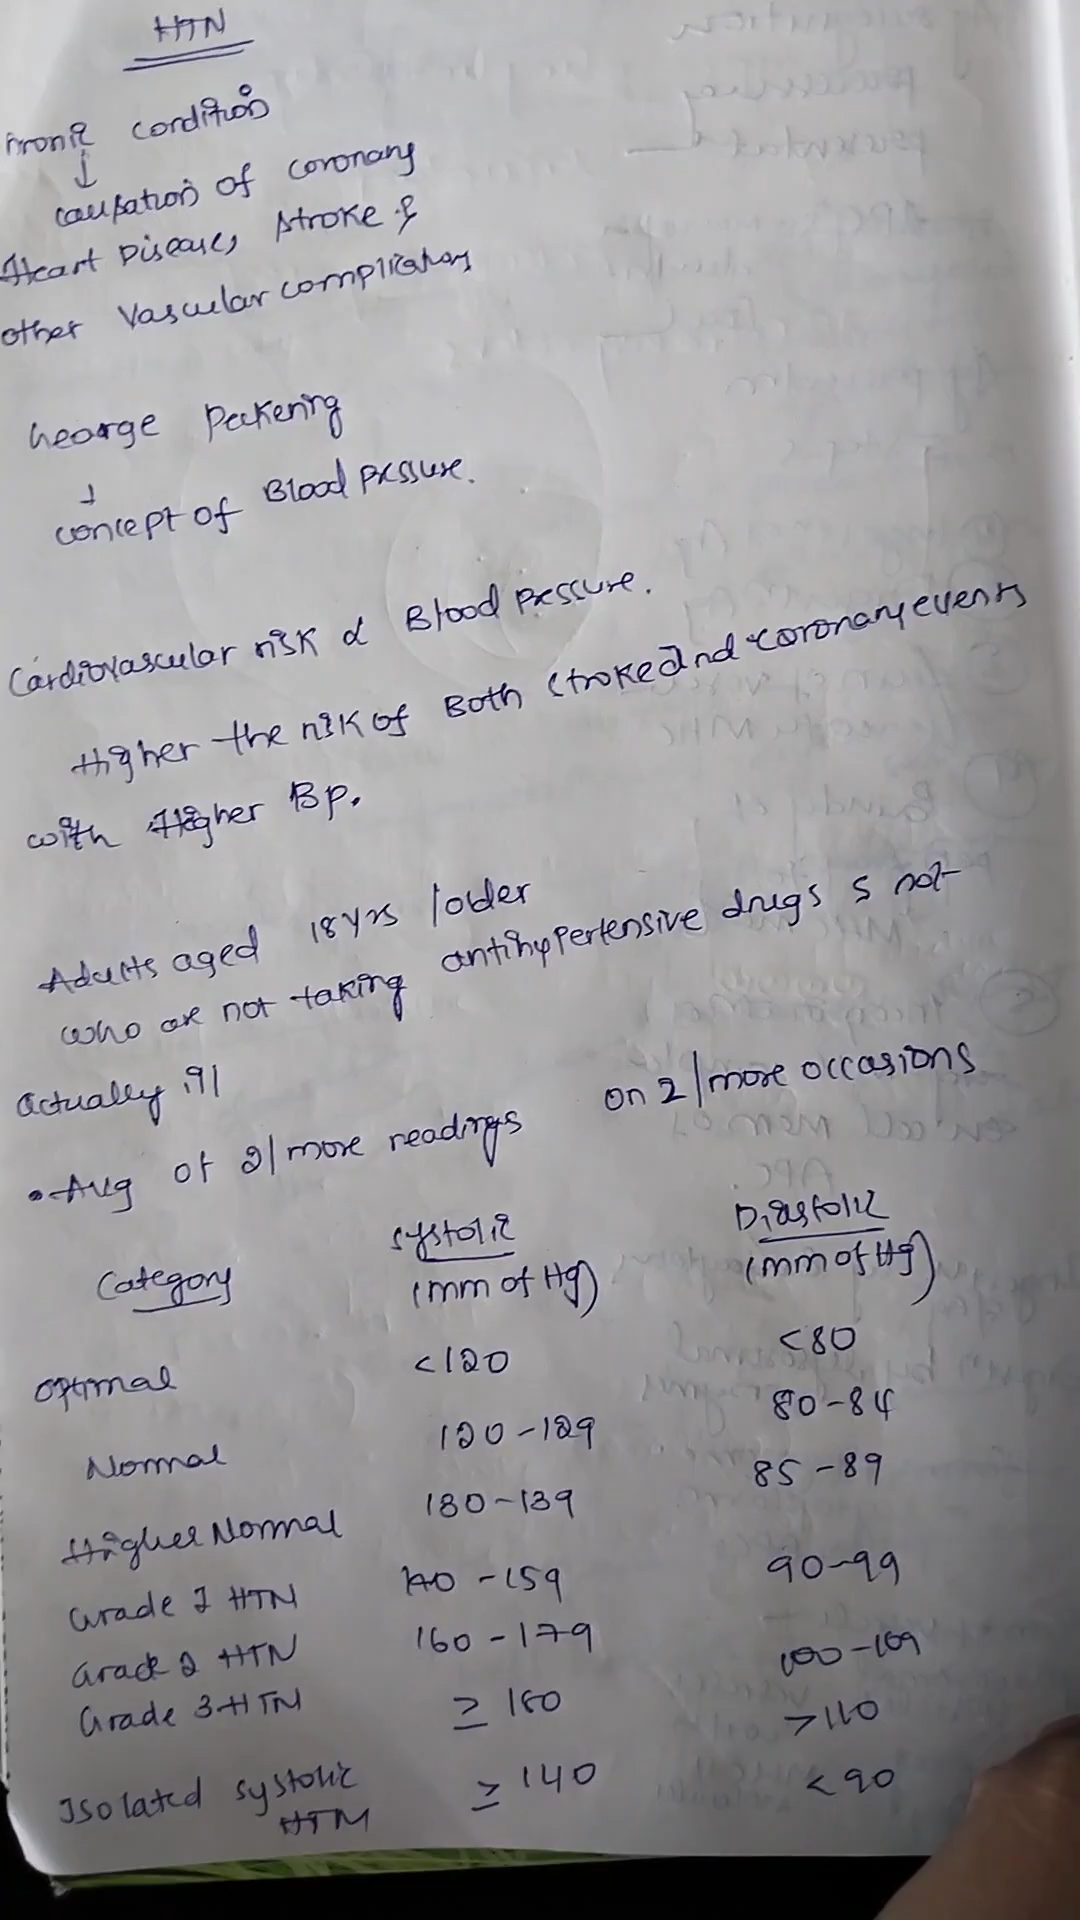 HTN
hronic condition
↓
causation of coronary
Heart Disease, stroke &
other Vascular complications
George Peckering
↓
concept of Blood pressure.
Cardiovascular risk α Blood pressure.
Higher the risk of Both stroke and coronary events
with Higher Bp.
Adults aged 18yrs / older
who are not taking antihypertensive drugs & not
actually ill
• Avg of 2/more readings on 2/more occasions
Category Systolic (mm of Hg) Diastolic (mm of Hg)
Optimal <120 <80
Normal 120-129 80-84
Higher Normal 130-139 85-89
Grade 1 HTN 140-159 90-99
Grade 2 HTN 160-179 100-109
Grade 3 HTN ≥ 180 >110
Isolated systolic ≥ 140 <90
HTN